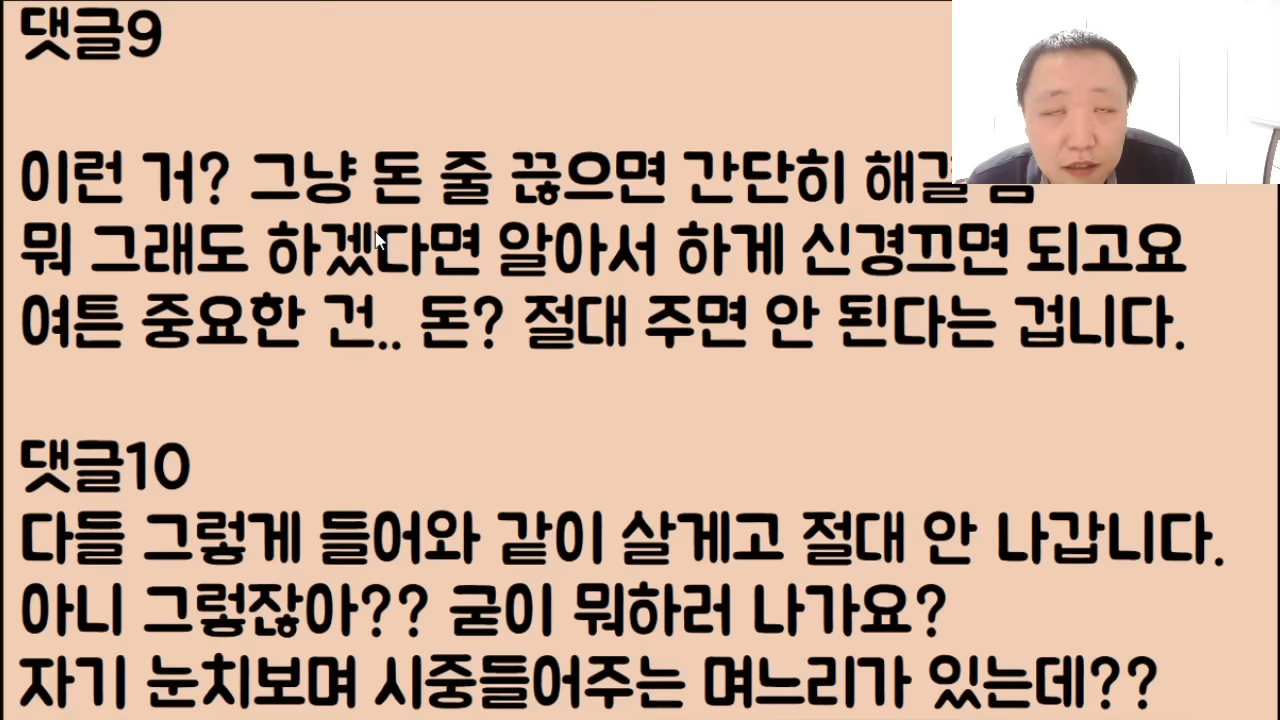 댓글9
이런 거? 그냥 돈 줄 끊으면 간단히 해결
뭐 그래도 하겠다면 알아서 하게 신경끄면 되고요
여튼 중요한 건.. 돈? 절대 주면 안 된다는 겁니다.
댓글10
다들 그렇게 들어와 같이 살게고 절대 안 나갑니다.
아니 그렇잖아?? 굳이 뭐하러 나가요?
자기 눈치보며 시중들어주는 며느리가 있는데??